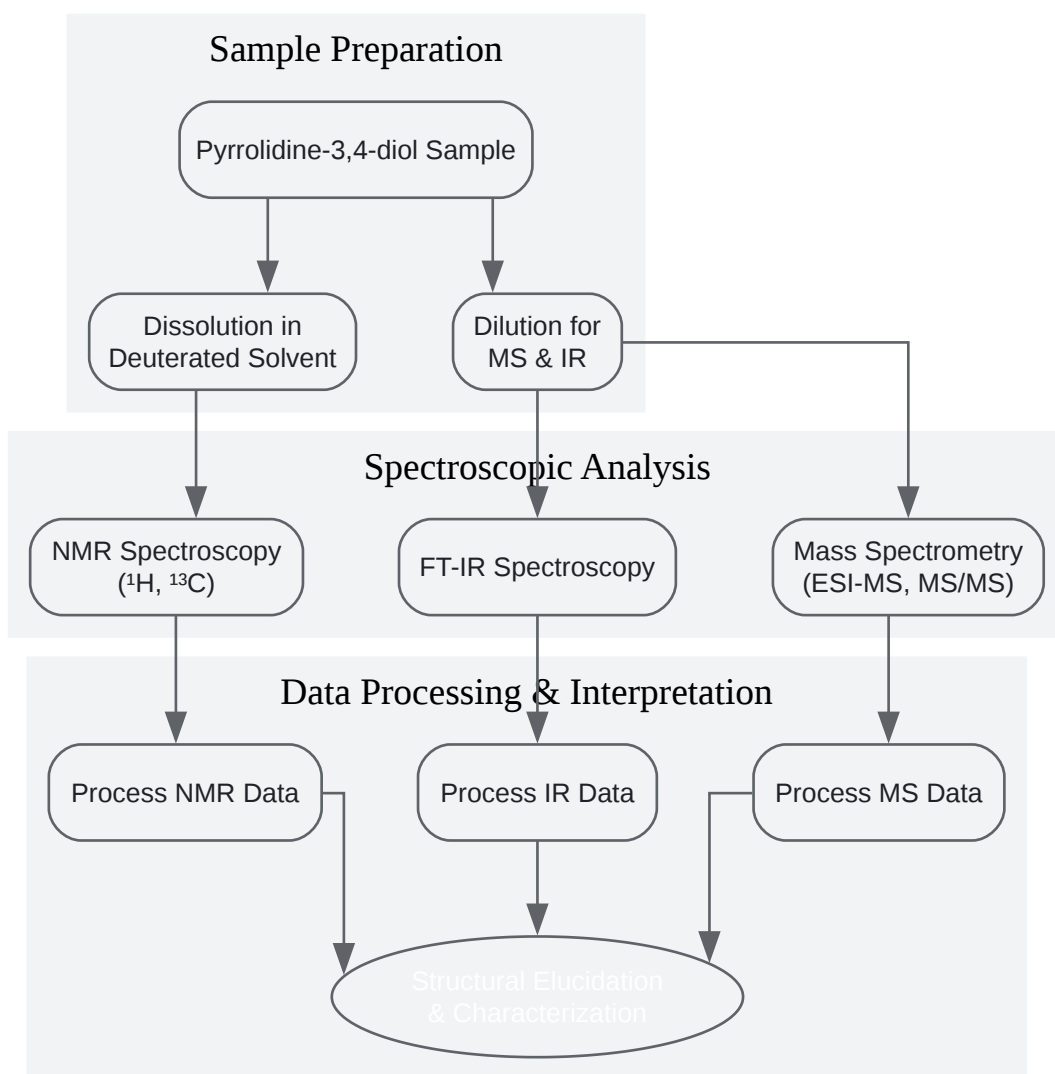 Sample Preparation
Pyrrolidine-3,4-diol Sample
Dissolution in
Deuterated Solvent
Dilution for
MS & IR
Spectroscopic Analysis
NMR Spectroscopy
(¹H, ¹³C)
FT-IR Spectroscopy
Mass Spectrometry
(ESI-MS, MS/MS)
Data Processing & Interpretation
Process NMR Data
Process IR Data
Process MS Data
Structural Elucidation
& Characterization